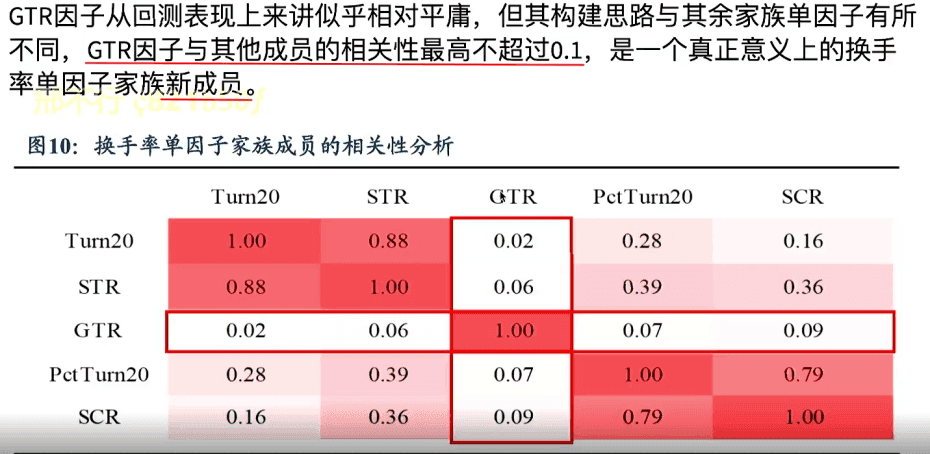 GTR因子从回测表现上来讲似乎相对平庸，但其构建思路与其余家族单因子有所
不同，GTR因子与其他成员的相关性最高不超过0.1，是一个真正意义上的换手
率单因子家族新成员。
图10：换手率单因子家族成员的相关性分析
Turn20 STR GTR PctTurn20 SCR
Turn20 1.00 0.88 0.02 0.28 0.16
STR 0.88 1.00 0.06 0.39 0.36
GTR 0.02 0.06 1.00 0.07 0.09
PctTurn20 0.28 0.39 0.07 1.00 0.79
SCR 0.16 0.36 0.09 0.79 1.00